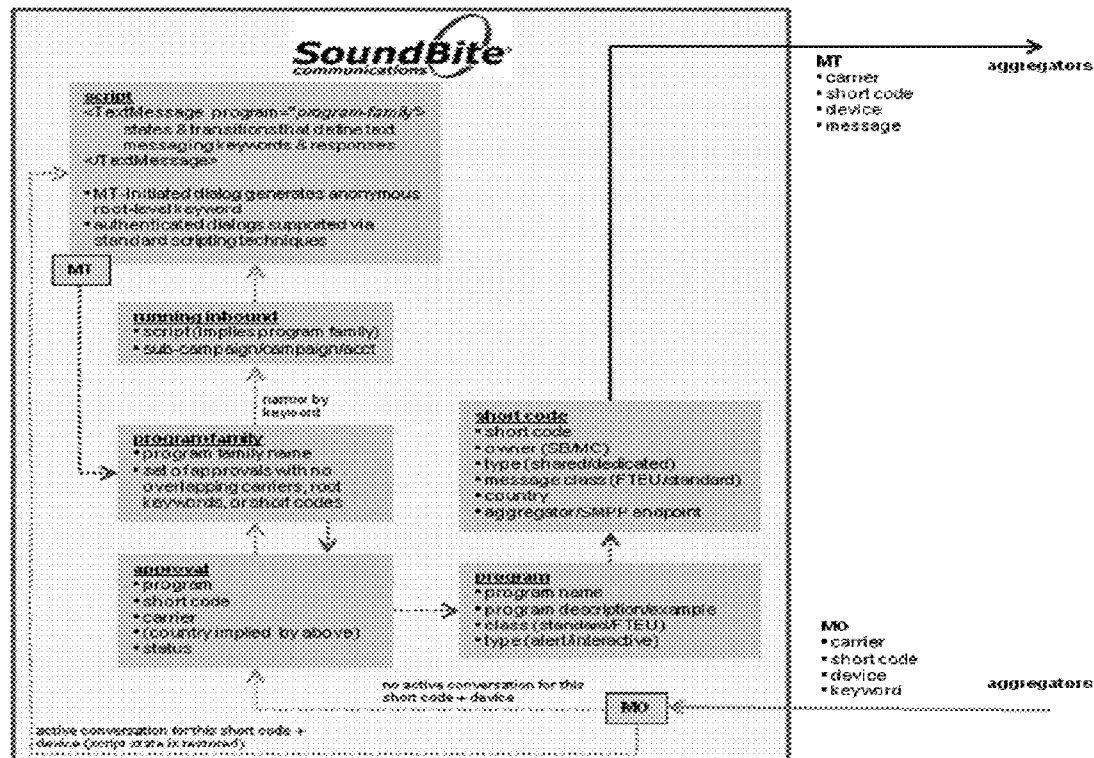 SoundBite
communications
script
<TextMessage program="program-family">
states & transitions that define text
messaging keywords & responses
</TextMessage>
• MT-initiated dialog generates anonymous
root-level keyword
• authenticated dialogs supported via
standard scripting techniques
MT
running inbound
• script (implies program family)
• sub-campaign/campaign/acct
narrow by
keyword
program family
• program family name
• set of approvals with no
overlapping carriers, root
keywords, or short codes
approval
• program
• short code
• carrier
• (country implied by above)
• status
short code
• short code
• owner (SB/MC)
• type (shared/dedicated)
• message class (FTEU/standard)
• country
• aggregator/SMPP endpoint
program
• program name
• program description/example
• class (standard/FTEU)
• type (alert/interactive)
no active conversation for this
short code + device
MO
active conversation for this short code +
device (script state is restored)
MT
• carrier
• short code
• device
• message
aggregators
MO
• carrier
• short code
• device
• keyword
aggregators